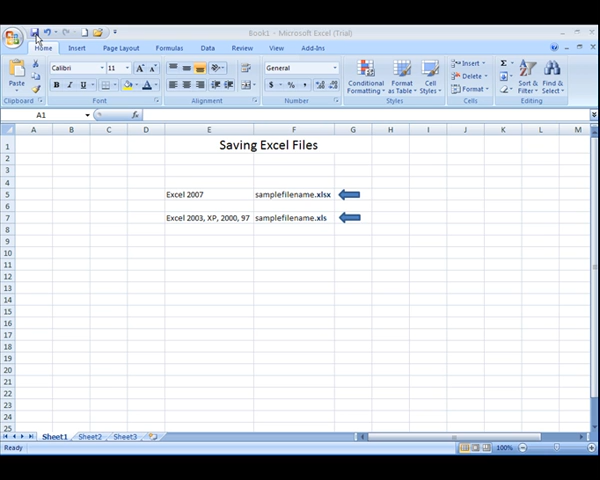 Book1 - Microsoft Excel (Trial)
Home Insert Page Layout Formulas Data Review View Add-Ins
Paste
Calibri 11
B I U
General
$ % ,
Conditional Formatting
Format as Table
Cell Styles
Insert
Delete
Format
Σ
Sort & Filter
Find & Select
Clipboard Font Alignment Number Styles Cells Editing
A1 fx
A B C D E F G H I J K L M
1 Saving Excel Files
2
3
4
5 Excel 2007 samplefilename.xlsx
6
7 Excel 2003, XP, 2000, 97 samplefilename.xls
8
9
10
11
12
13
14
15
16
17
18
19
20
21
22
23
24
25
Sheet1 Sheet2 Sheet3
Ready 100%